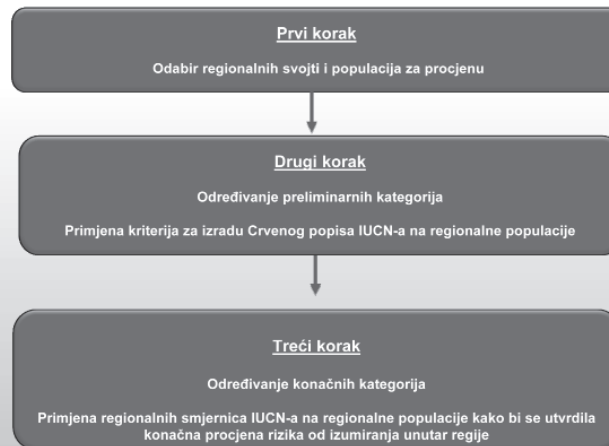 Prvi korak
Odabir regionalnih svojti i populacija za procjenu
Drugi korak
Određivanje preliminarnih kategorija
Primjena kriterija za izradu Crvenog popisa IUCN-a na regionalne populacije
Treći korak
Određivanje konačnih kategorija
Primjena regionalnih smjernica IUCN-a na regionalne populacije kako bi se utvrdila
konačna procjena rizika od izumiranja unutar regije